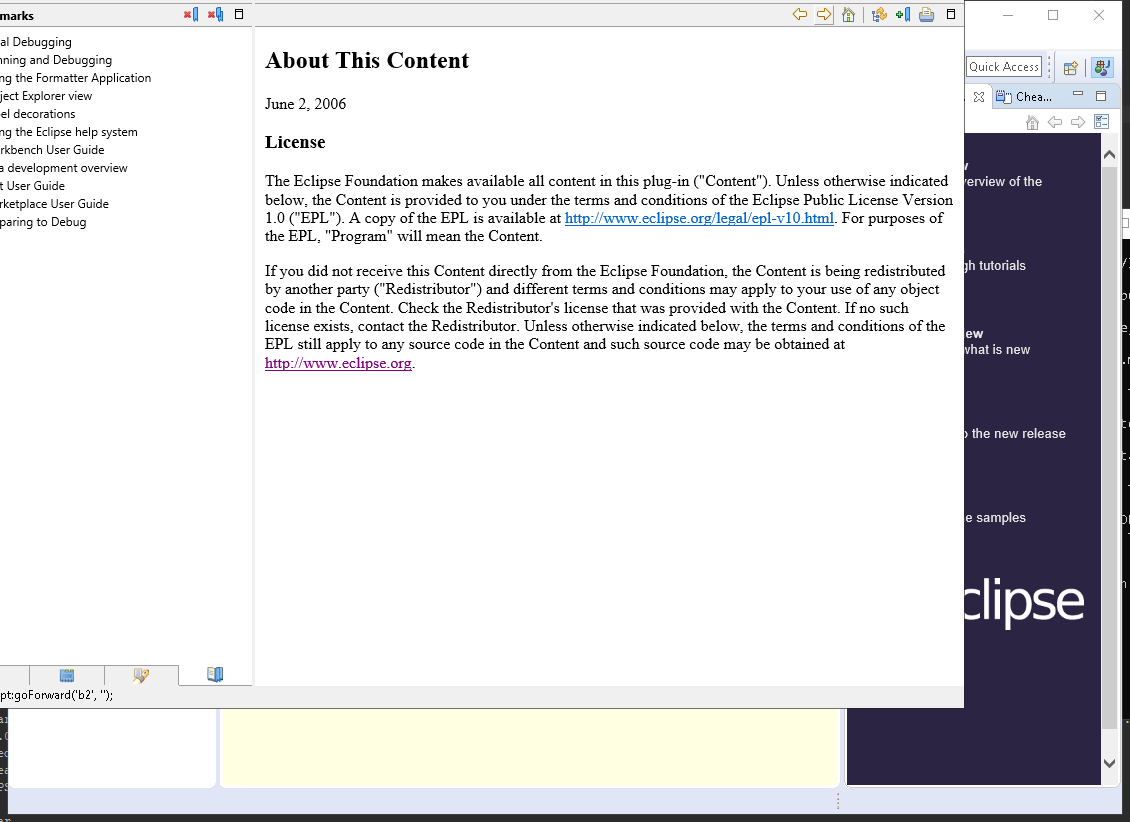 marks
al Debugging
nning and Debugging
ng the Formatter Application
ject Explorer view
el decorations
ng the Eclipse help system
rkbench User Guide
a development overview
t User Guide
rketplace User Guide
paring to Debug
About This Content
June 2, 2006
License
The Eclipse Foundation makes available all content in this plug-in ("Content"). Unless otherwise indicated
below, the Content is provided to you under the terms and conditions of the Eclipse Public License Version
1.0 ("EPL"). A copy of the EPL is available at http://www.eclipse.org/legal/epl-v10.html. For purposes of
the EPL, "Program" will mean the Content.
If you did not receive this Content directly from the Eclipse Foundation, the Content is being redistributed
by another party ("Redistributor") and different terms and conditions may apply to your use of any object
code in the Content. Check the Redistributor's license that was provided with the Content. If no such
license exists, contact the Redistributor. Unless otherwise indicated below, the terms and conditions of the
EPL still apply to any source code in the Content and such source code may be obtained at
http://www.eclipse.org.
pt:goForward('b2', '');
Quick Access
Chea...
verview of the
gh tutorials
ew
what is new
o the new release
e samples
clipse